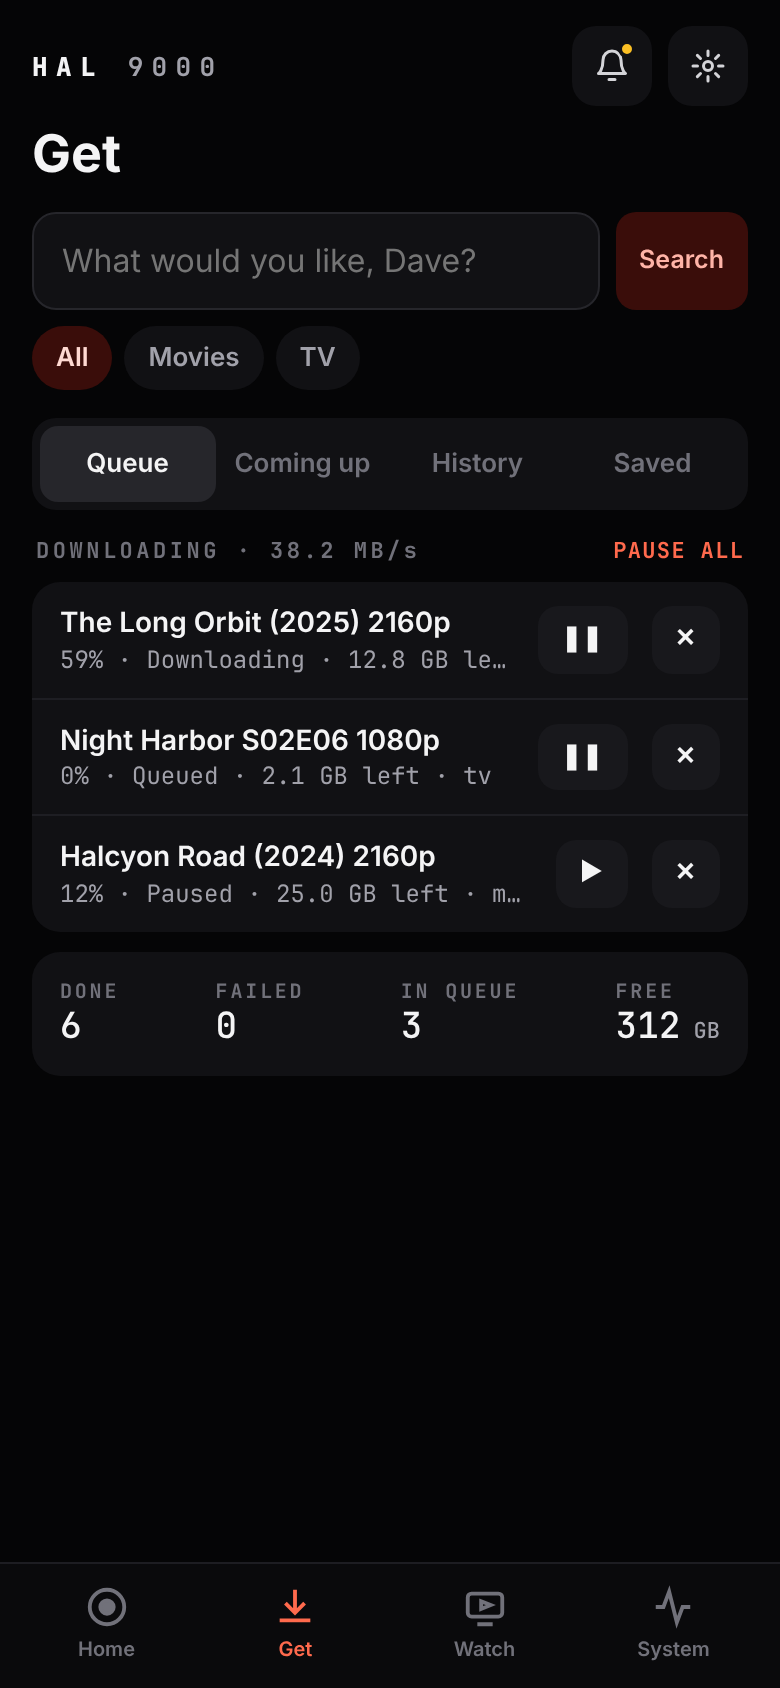 HAL 9000
Get
What would you like, Dave?
Search
All
Movies
TV
Queue
Coming up
History
Saved
DOWNLOADING · 38.2 MB/s
PAUSE ALL
The Long Orbit (2025) 2160p
59% · Downloading · 12.8 GB le…
Night Harbor S02E06 1080p
0% · Queued · 2.1 GB left · tv
Halcyon Road (2024) 2160p
12% · Paused · 25.0 GB left · m…
DONE
6
FAILED
0
IN QUEUE
3
FREE
312 GB
Home
Get
Watch
System